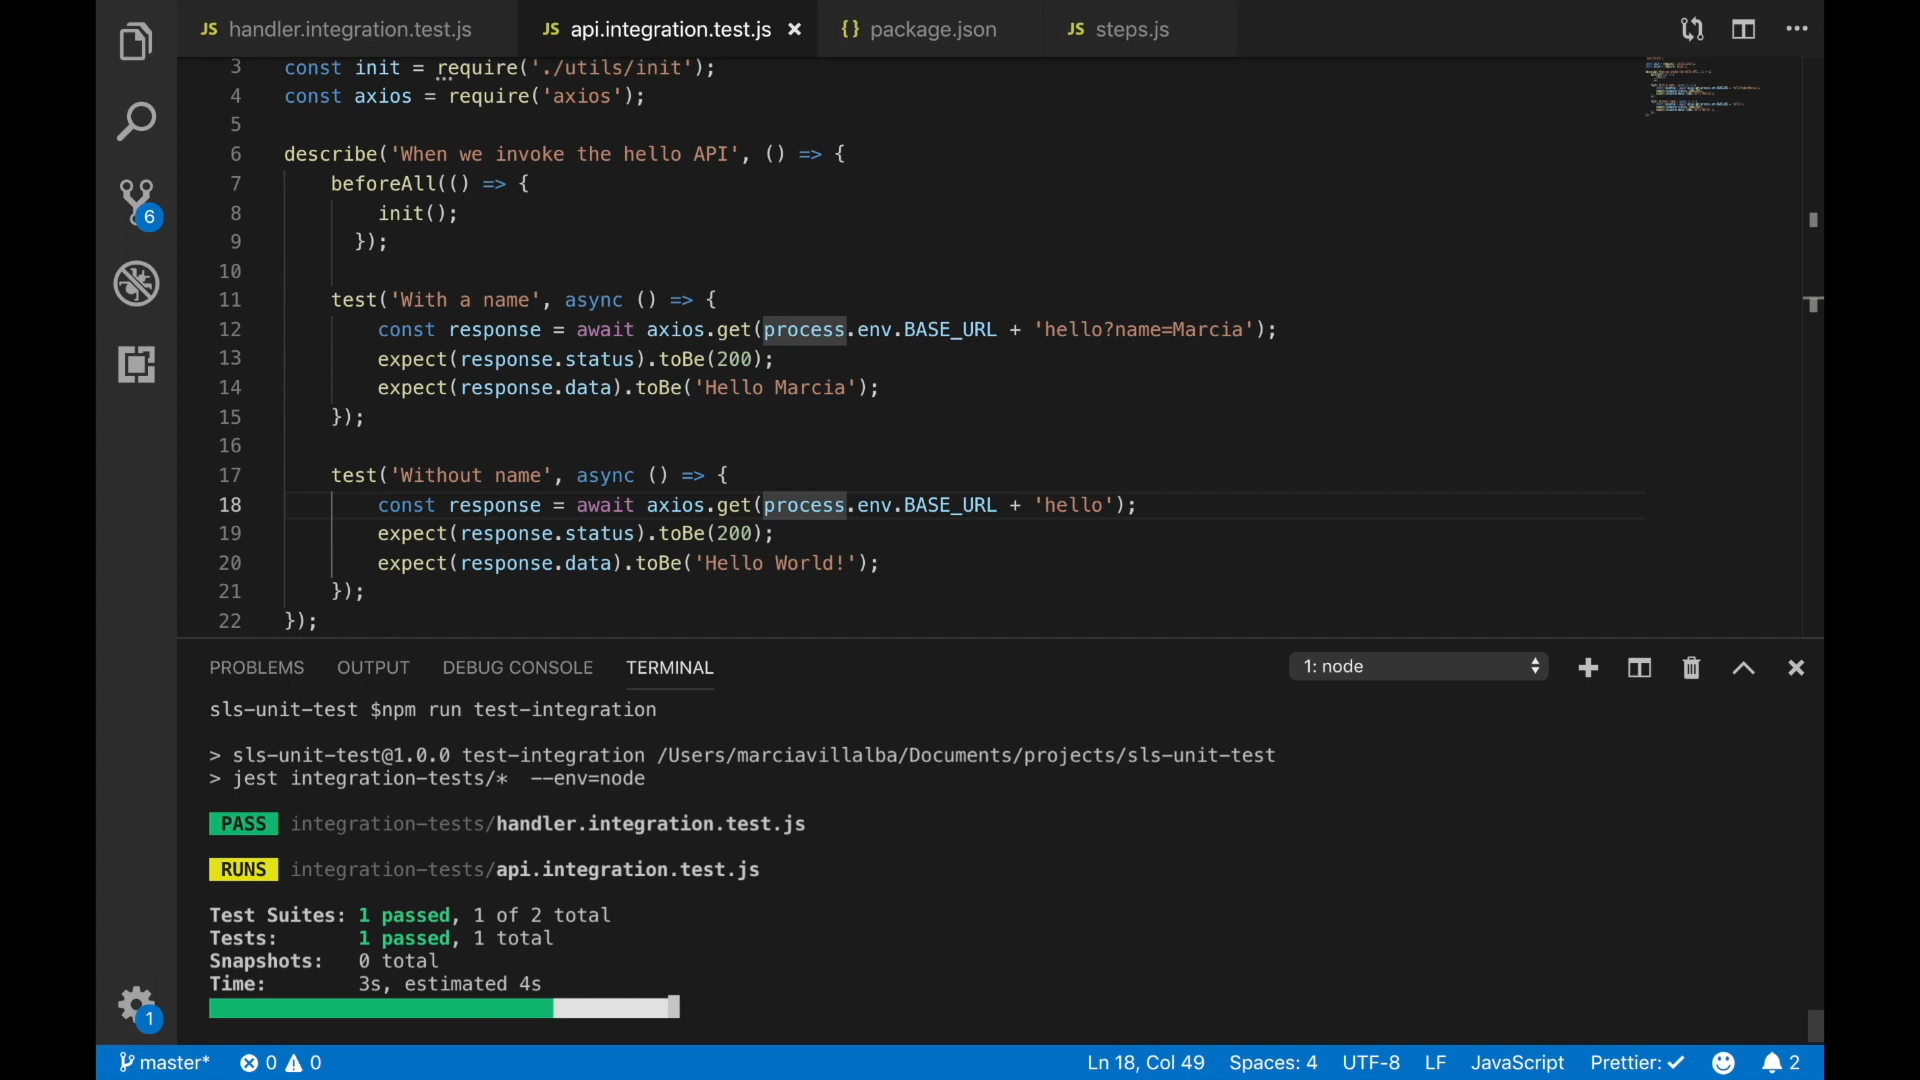 JS handler.integration.test.js JS api.integration.test.js × {} package.json JS steps.js
3 const init = require('./utils/init');
4 const axios = require('axios');
5
6 describe('When we invoke the hello API', () => {
7 beforeAll(() => {
8 init();
9 });
10
11 test('With a name', async () => {
12 const response = await axios.get(process.env.BASE_URL + 'hello?name=Marcia');
13 expect(response.status).toBe(200);
14 expect(response.data).toBe('Hello Marcia');
15 });
16
17 test('Without name', async () => {
18 const response = await axios.get(process.env.BASE_URL + 'hello');
19 expect(response.status).toBe(200);
20 expect(response.data).toBe('Hello World!');
21 });
22 });
6
1
PROBLEMS OUTPUT DEBUG CONSOLE TERMINAL 1: node
sls-unit-test $npm run test-integration
> sls-unit-test@1.0.0 test-integration /Users/marciavillalba/Documents/projects/sls-unit-test
> jest integration-tests/* --env=node
PASS integration-tests/handler.integration.test.js
RUNS integration-tests/api.integration.test.js
Test Suites: 1 passed, 1 of 2 total
Tests: 1 passed, 1 total
Snapshots: 0 total
Time: 3s, estimated 4s
master* 0 0 Ln 18, Col 49 Spaces: 4 UTF-8 LF JavaScript Prettier: ✓ 2